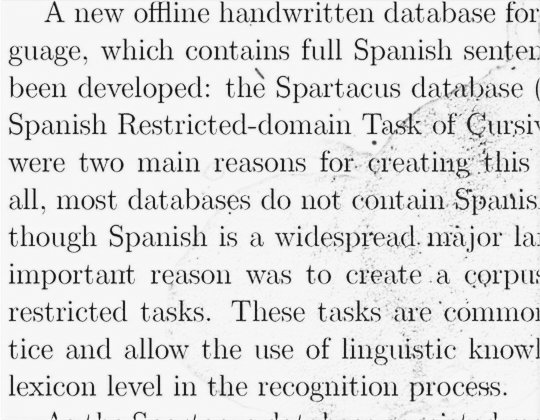 A new offline handwritten database for
guage, which contains full Spanish senten
been developed: the Spartacus database (
Spanish Restricted-domain Task of Cursiv
were two main reasons for creating this
all, most databases do not contain Spanis
though Spanish is a widespread major la
important reason was to create a corpus
restricted tasks. These tasks are commo
tice and allow the use of linguistic knowl
lexicon level in the recognition process.